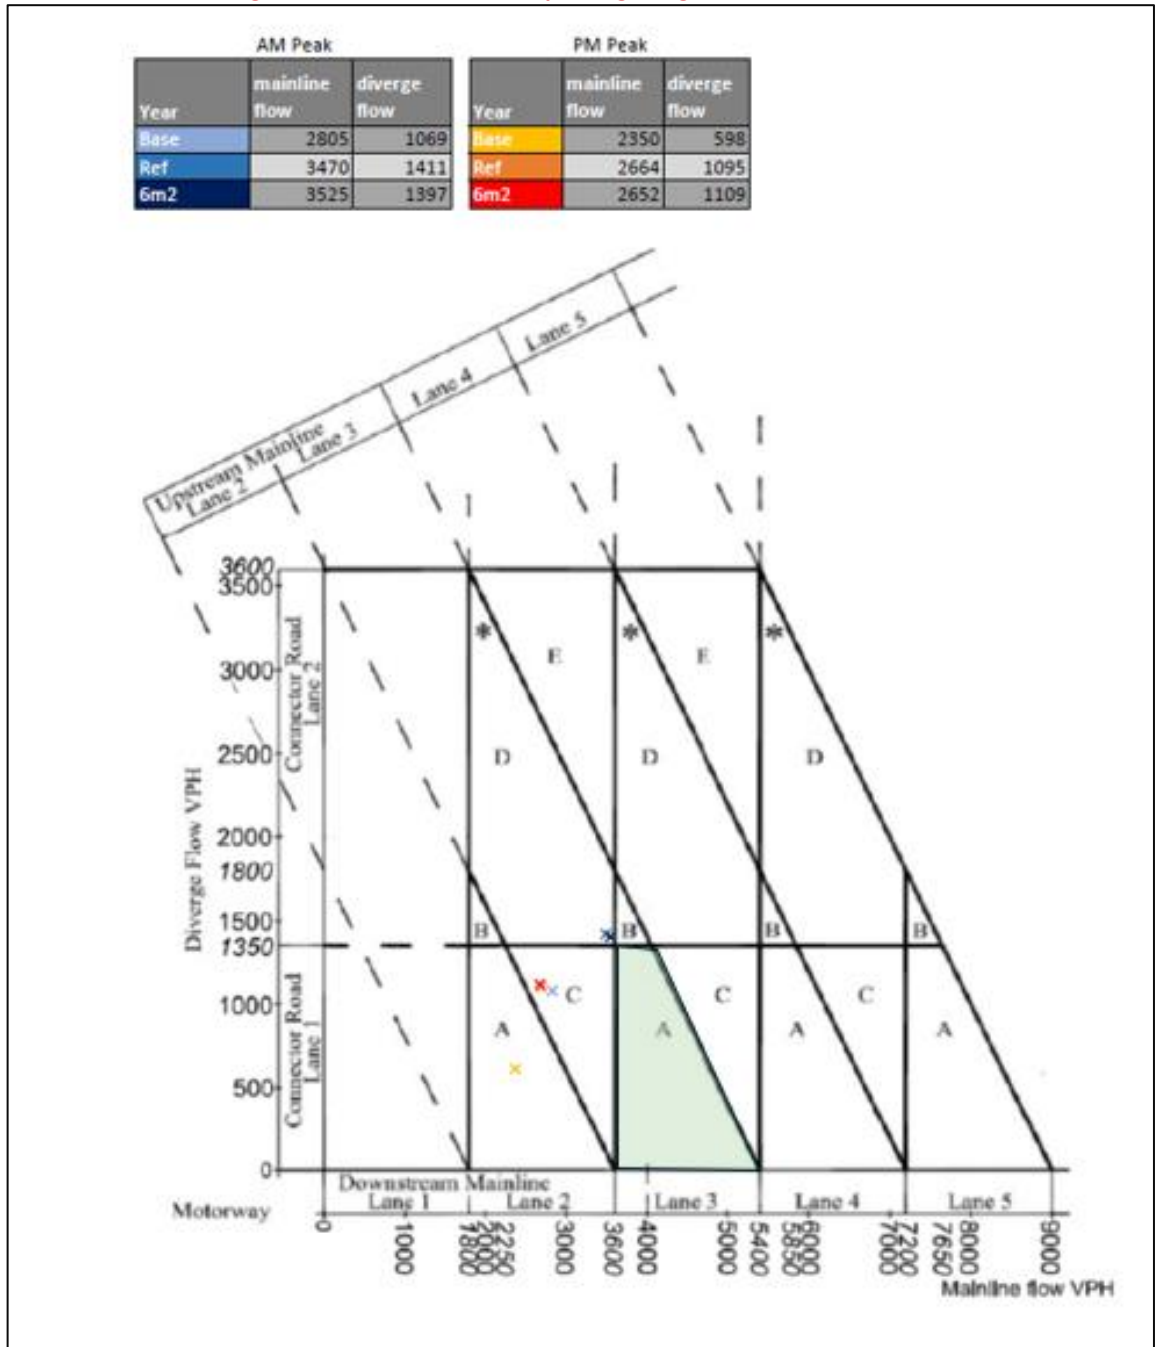 AM Peak PM Peak
Year mainline flow diverge flow Year mainline flow diverge flow
Base 2805 1069 Base 2350 598
Ref 3470 1411 Ref 2664 1095
6m2 3525 1397 6m2 2652 1109
Upstream Mainline
Lane 2 Lane 3 Lane 4 Lane 5
Diverge Flow VPH
Connector Road
Lane 2
Connector Road
Lane 1
3600
3500
3000
2500
2000
1800
1500
1350
1000
500
0
* * *
E E
D D D
B B B B
C C C
A A A A
Downstream Mainline
Motorway Lane 1 Lane 2 Lane 3 Lane 4 Lane 5
0 1000 1800 2000 2250 3000 3600 4000 5000 5400 5850 6000 7000 7200 7650 8000 9000
Mainline flow VPH